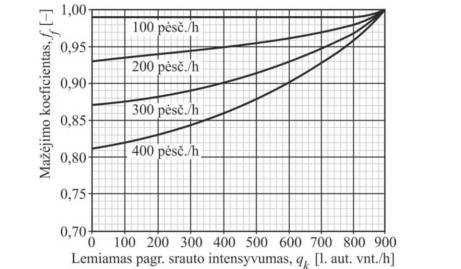 Mažėjimo koeficientas, f_f [–]
1,00
0,95
0,90
0,85
0,80
0,75
0,70
100 pėsč./h
200 pėsč./h
300 pėsč./h
400 pėsč./h
0 100 200 300 400 500 600 700 800 900
Lemiamas pagr. srauto intensyvumas, q_k [l. aut. vnt./h]